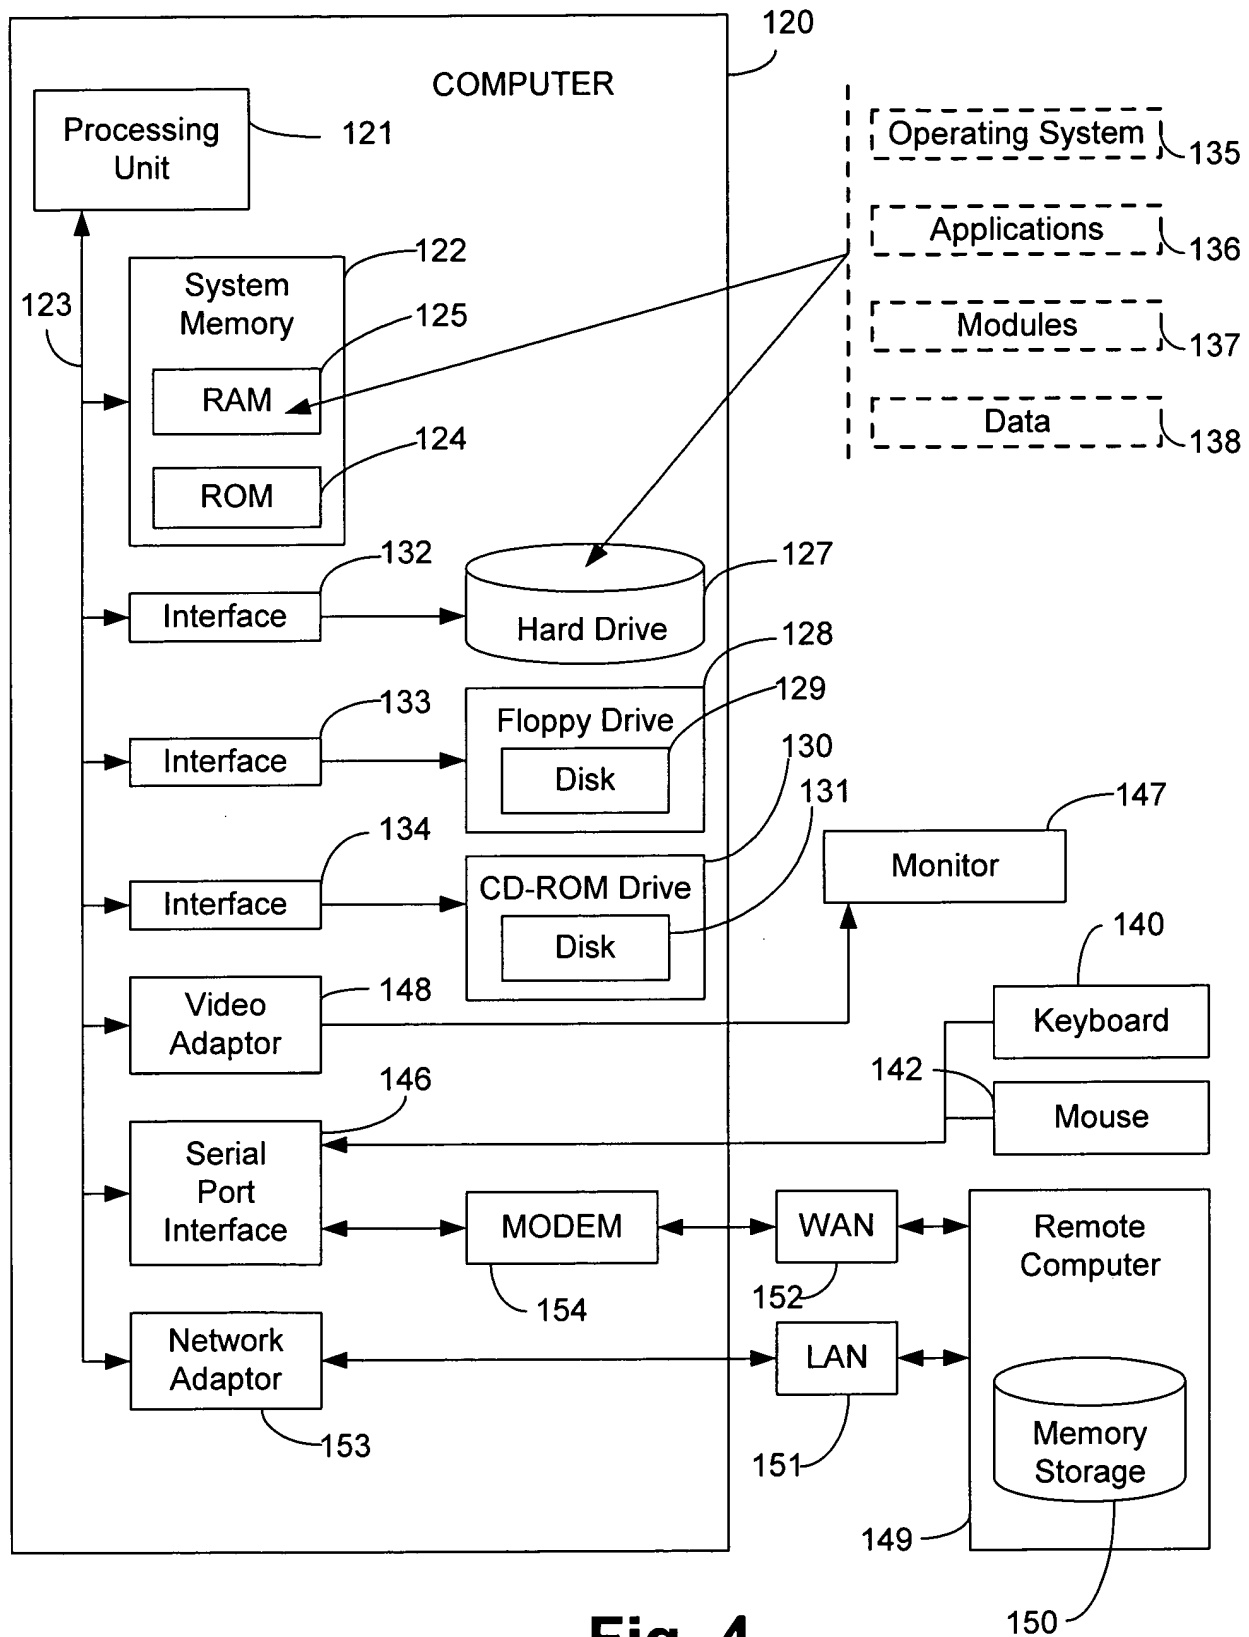 120
COMPUTER
Processing
Unit
121
Operating System
135
Applications
136
Modules
137
Data
138
122
System
Memory
123
125
RAM
124
ROM
132
Interface
127
Hard Drive
128
133
Interface
Floppy Drive
129
Disk
130
131
134
Interface
CD-ROM Drive
Disk
147
Monitor
148
Video
Adaptor
140
Keyboard
142
Mouse
146
Serial
Port
Interface
MODEM
154
WAN
152
Remote
Computer
Network
Adaptor
153
LAN
151
Memory
Storage
149
150
Fig. 4